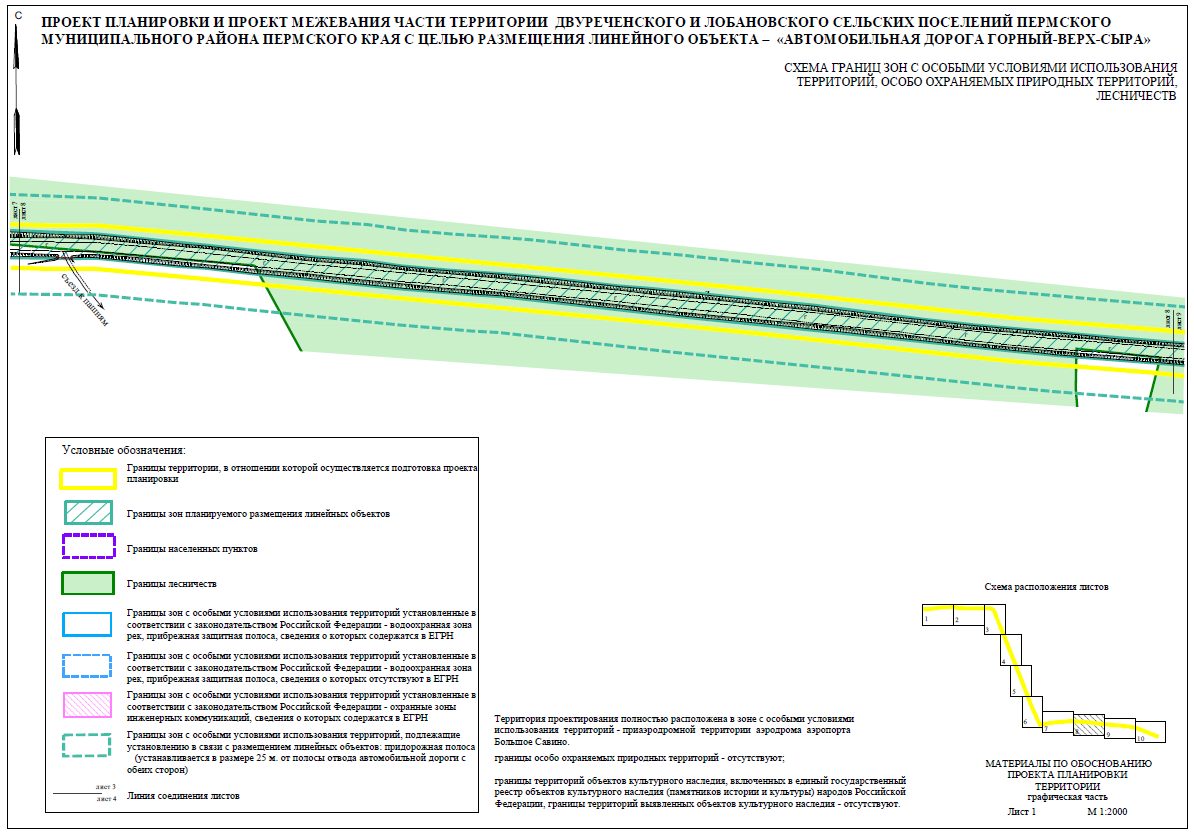 С
ПРОЕКТ ПЛАНИРОВКИ И ПРОЕКТ МЕЖЕВАНИЯ ЧАСТИ ТЕРРИТОРИИ ДВУРЕЧЕНСКОГО И ЛОБАНОВСКОГО СЕЛЬСКИХ ПОСЕЛЕНИЙ ПЕРМСКОГО
МУНИЦИПАЛЬНОГО РАЙОНА ПЕРМСКОГО КРАЯ С ЦЕЛЬЮ РАЗМЕЩЕНИЯ ЛИНЕЙНОГО ОБЪЕКТА – «АВТОМОБИЛЬНАЯ ДОРОГА ГОРНЫЙ-ВЕРХ-СЫРА»
СХЕМА ГРАНИЦ ЗОН С ОСОБЫМИ УСЛОВИЯМИ ИСПОЛЬЗОВАНИЯ
ТЕРРИТОРИЙ, ОСОБО ОХРАНЯЕМЫХ ПРИРОДНЫХ ТЕРРИТОРИЙ,
ЛЕСНИЧЕСТВ
лист 7
лист 8
съезд к пашням
лист 8
лист 9
Условные обозначения:
Границы территории, в отношении которой осуществляется подготовка проекта
планировки
Границы зон планируемого размещения линейных объектов
Границы населенных пунктов
Границы лесничеств
Границы зон с особыми условиями использования территорий установленные в
соответствии с законодательством Российской Федерации - водоохранная зона
рек, прибрежная защитная полоса, сведения о которых содержатся в ЕГРН
Границы зон с особыми условиями использования территорий установленные в
соответствии с законодательством Российской Федерации - водоохранная зона
рек, прибрежная защитная полоса, сведения о которых отсутствуют в ЕГРН
Границы зон с особыми условиями использования территорий установленные в
соответствии с законодательством Российской Федерации - охранные зоны
инженерных коммуникаций, сведения о которых содержатся в ЕГРН
Границы зон с особыми условиями использования территорий, подлежащие
установлению в связи с размещением линейных объектов: придорожная полоса
(устанавливается в размере 25 м. от полосы отвода автомобильной дороги с
обеих сторон)
лист 3
лист 4
Линия соединения листов
Территория проектирования полностью расположена в зоне с особыми условиями
использования территорий - приаэродромной территории аэродрома аэропорта
Большое Савино.
границы особо охраняемых природных территорий - отсутствуют;
границы территорий объектов культурного наследия, включенных в единый государственный
реестр объектов культурного наследия (памятников истории и культуры) народов Российской
Федерации, границы территорий выявленных объектов культурного наследия - отсутствуют.
Схема расположения листов
1
2
3
4
5
6
7
8
9
10
МАТЕРИАЛЫ ПО ОБОСНОВАНИЮ
ПРОЕКТА ПЛАНИРОВКИ
ТЕРРИТОРИИ
графическая часть
Лист 1 М 1:2000